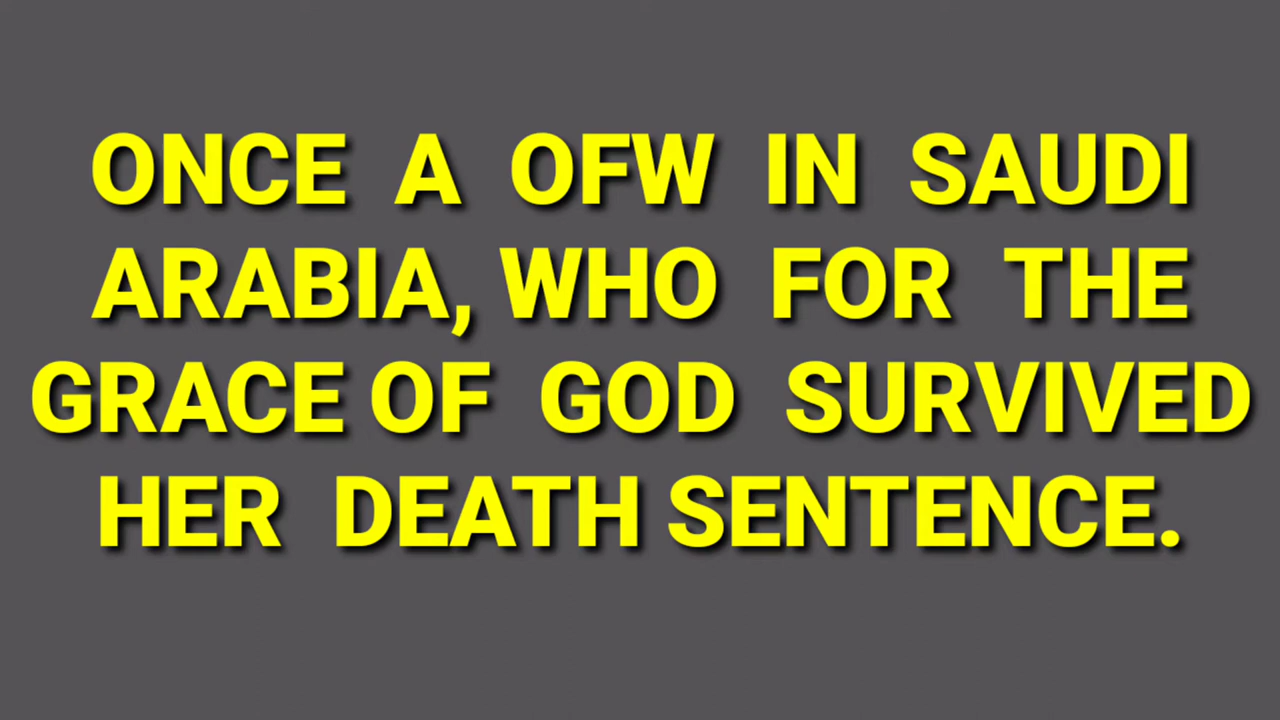 ONCE A OFW IN SAUDI
ARABIA, WHO FOR THE
GRACE OF GOD SURVIVED
HER DEATH SENTENCE.